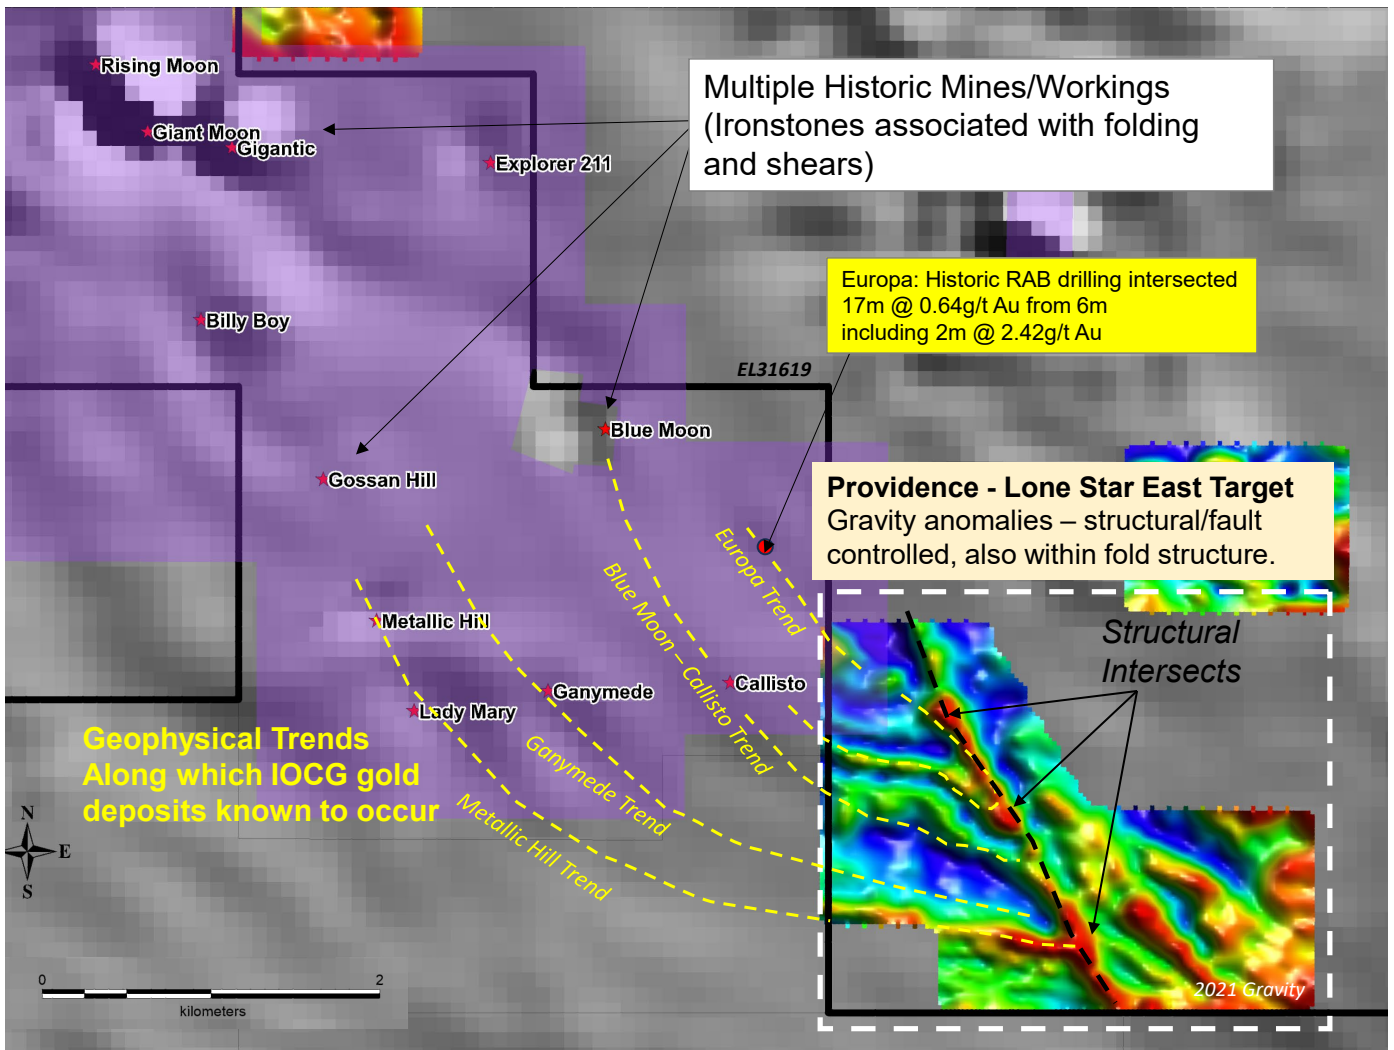 Rising Moon
Giant Moon
Gigantic
Explorer 211
Multiple Historic Mines/Workings
(Ironstones associated with folding
and shears)
Europa: Historic RAB drilling intersected
17m @ 0.64g/t Au from 6m
including 2m @ 2.42g/t Au
Billy Boy
EL31619
Blue Moon
Gossan Hill
Providence - Lone Star East Target
Gravity anomalies – structural/fault
controlled, also within fold structure.
Europa Trend
Blue Moon – Callisto Trend
Structural
Intersects
Metallic Hill
Ganymede
Callisto
Lady Mary
Geophysical Trends
Along which IOCG gold
deposits known to occur
Ganymede Trend
Metallic Hill Trend
N
E
S
0
2
kilometers
2021 Gravity